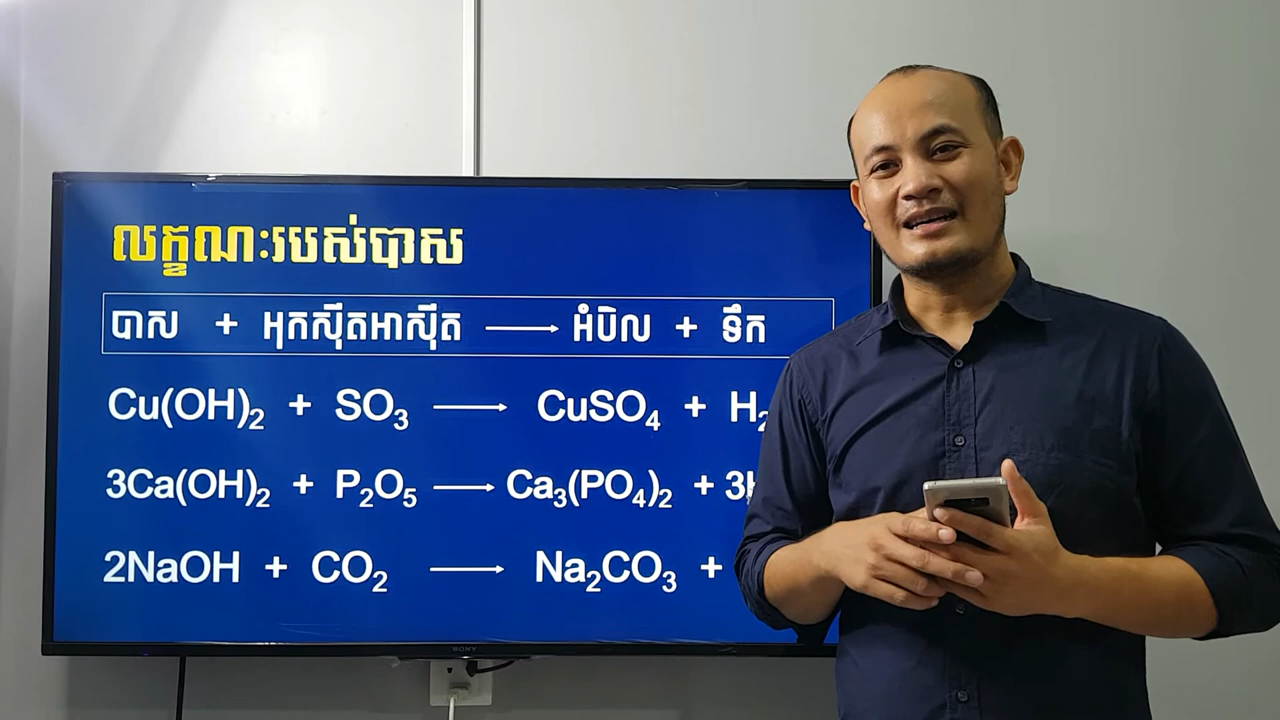 លក្ខណៈរបស់បាស
បាស + អុកស៊ីតអាស៊ីត ⟶ អំបិល + ទឹក
Cu(OH)₂ + SO₃ ⟶ CuSO₄ + H₂
3Ca(OH)₂ + P₂O₅ ⟶ Ca₃(PO₄)₂ + 3H
2NaOH + CO₂ ⟶ Na₂CO₃ +
SONY